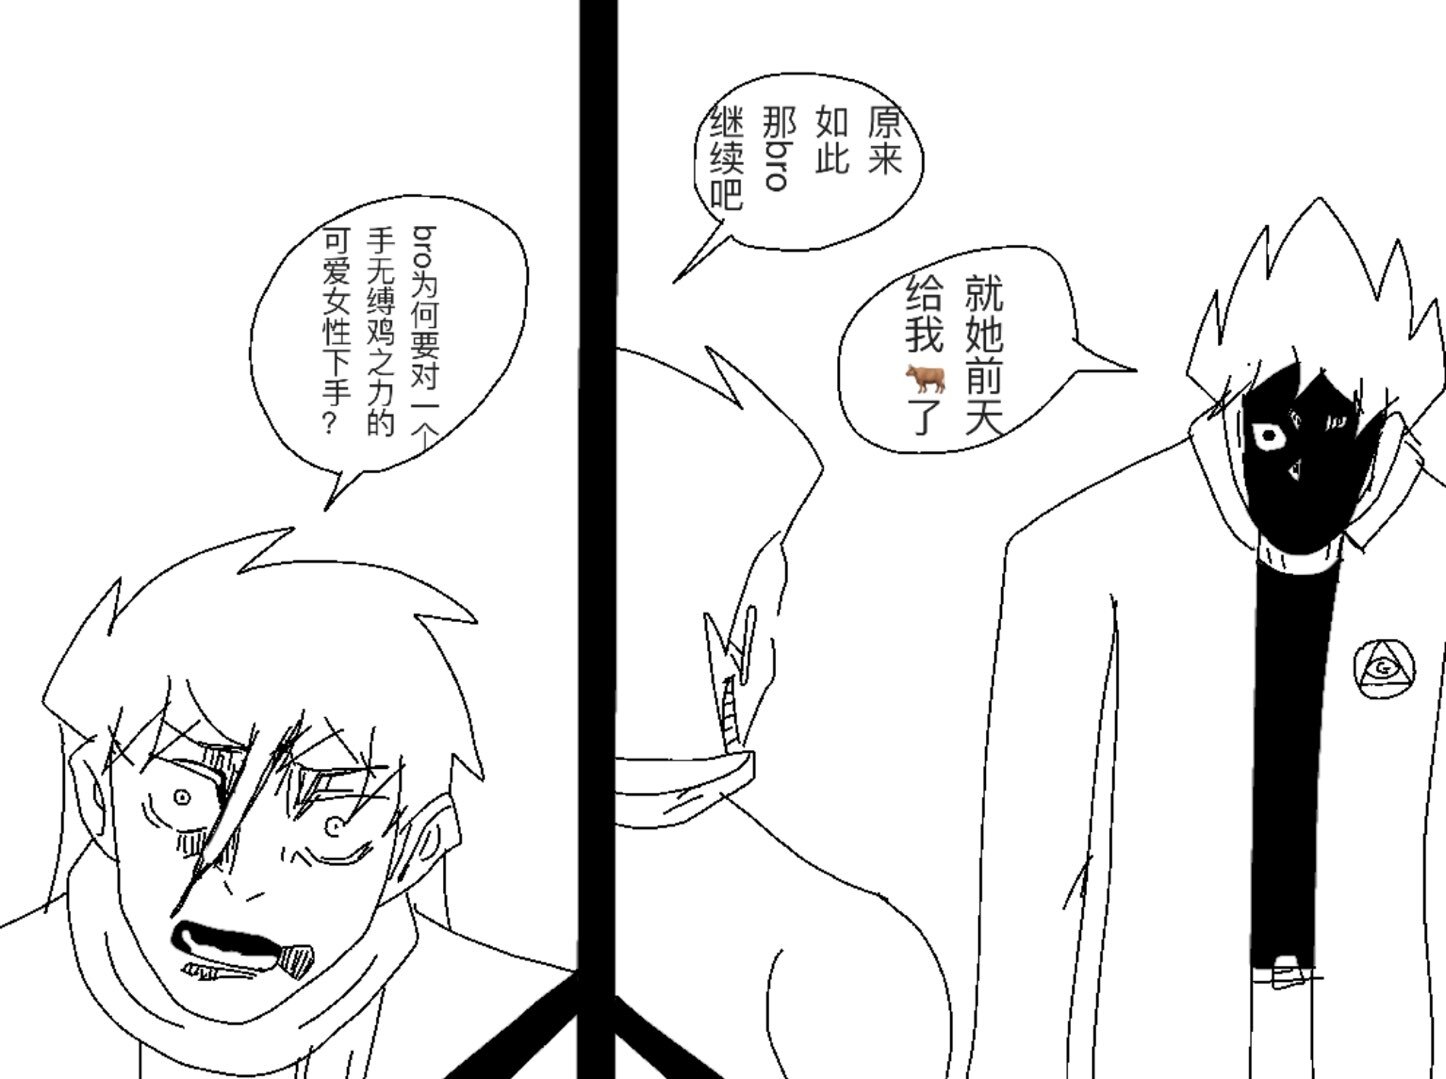 bro为何要对一个
手无缚鸡之力的
可爱女性下手?
就她前天
给我🐂了
原来
如此
那bro
继续吧
G